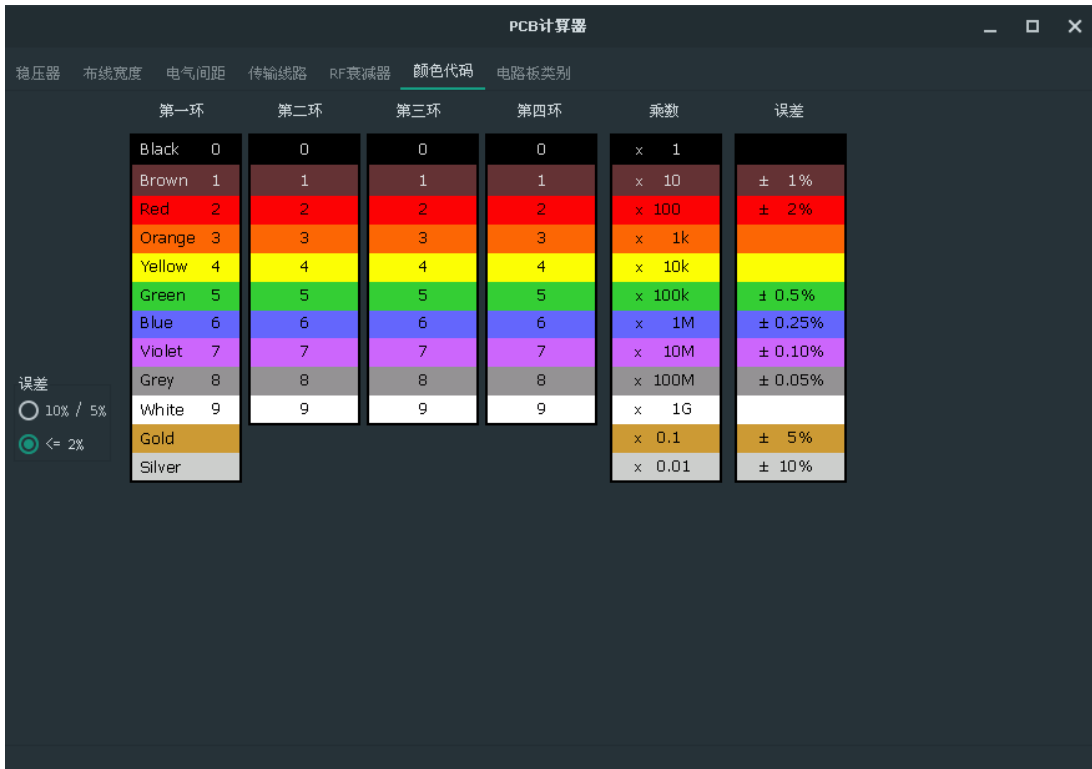 PCB计算器
稳压器 布线宽度 电气间距 传输线路 RF衰减器 颜色代码 电路板类别
第一环 第二环 第三环 第四环 乘数 误差
Black 0 0 0 0 x 1
Brown 1 1 1 1 x 10 ± 1%
Red 2 2 2 2 x 100 ± 2%
Orange 3 3 3 3 x 1k
Yellow 4 4 4 4 x 10k
Green 5 5 5 5 x 100k ± 0.5%
Blue 6 6 6 6 x 1M ± 0.25%
Violet 7 7 7 7 x 10M ± 0.10%
Grey 8 8 8 8 x 100M ± 0.05%
White 9 9 9 9 x 1G
Gold x 0.1 ± 5%
Silver x 0.01 ± 10%
误差
10% / 5%
<= 2%